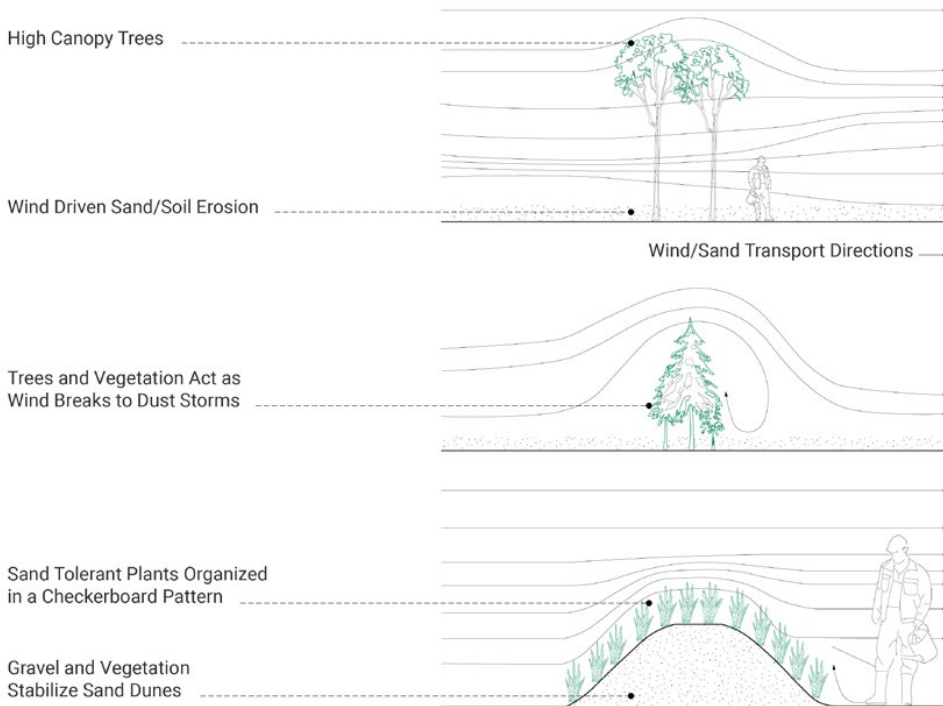 High Canopy Trees
Wind Driven Sand/Soil Erosion
Wind/Sand Transport Directions
Trees and Vegetation Act as
Wind Breaks to Dust Storms
Sand Tolerant Plants Organized
in a Checkerboard Pattern
Gravel and Vegetation
Stabilize Sand Dunes